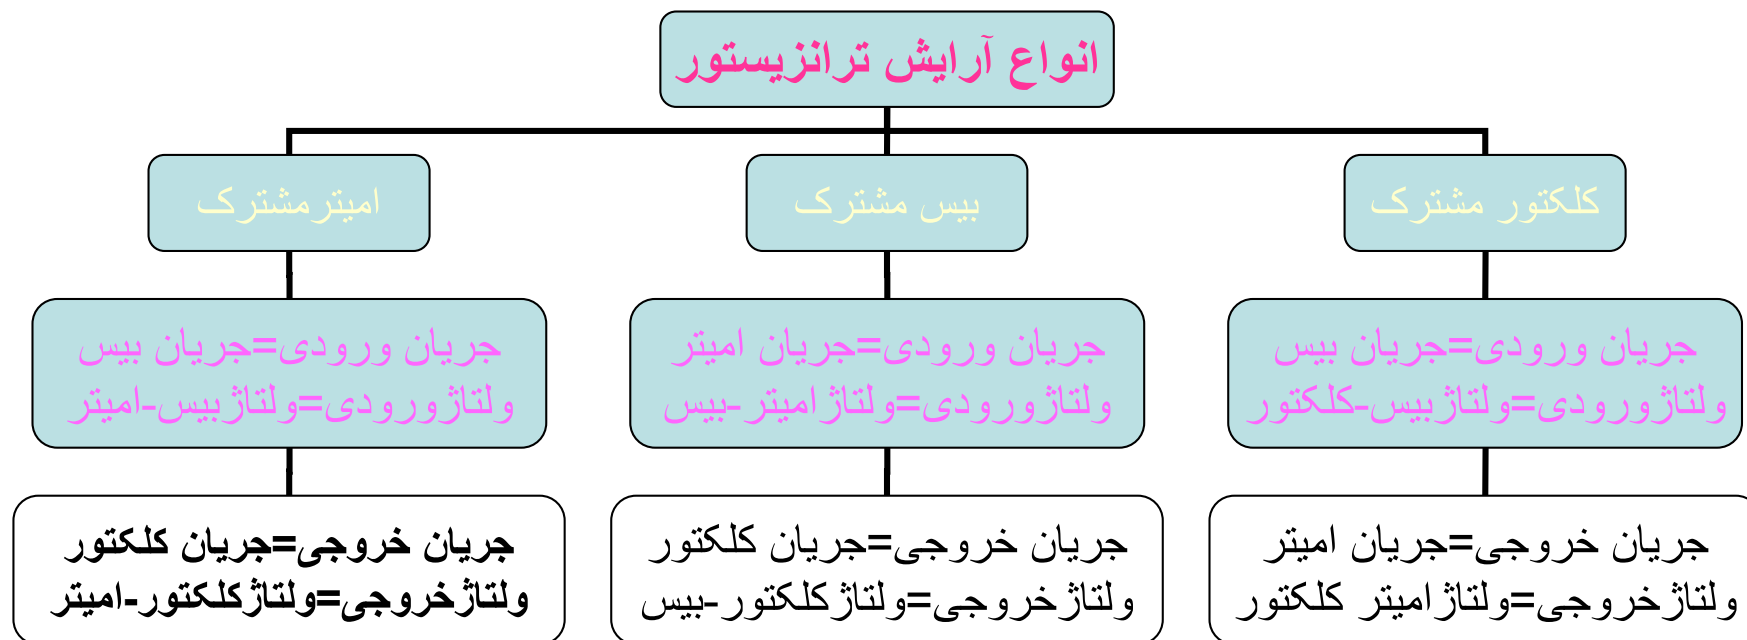 انواع آرایش ترانزیستور
کلکتور مشترک
بیس مشترک
امیترمشترک
جریان ورودی=جریان بیس
ولتاژورودی=ولتاژبیس-کلکتور
جریان ورودی=جریان امیتر
ولتاژورودی=ولتاژامیتر-بیس
جریان ورودی=جریان بیس
ولتاژورودی=ولتاژبیس-امیتر
جریان خروجی=جریان امیتر
ولتاژخروجی=ولتاژامیتر کلکتور
جریان خروجی=جریان کلکتور
ولتاژخروجی=ولتاژکلکتور-بیس
جریان خروجی=جریان کلکتور
ولتاژخروجی=ولتاژکلکتور-امیتر